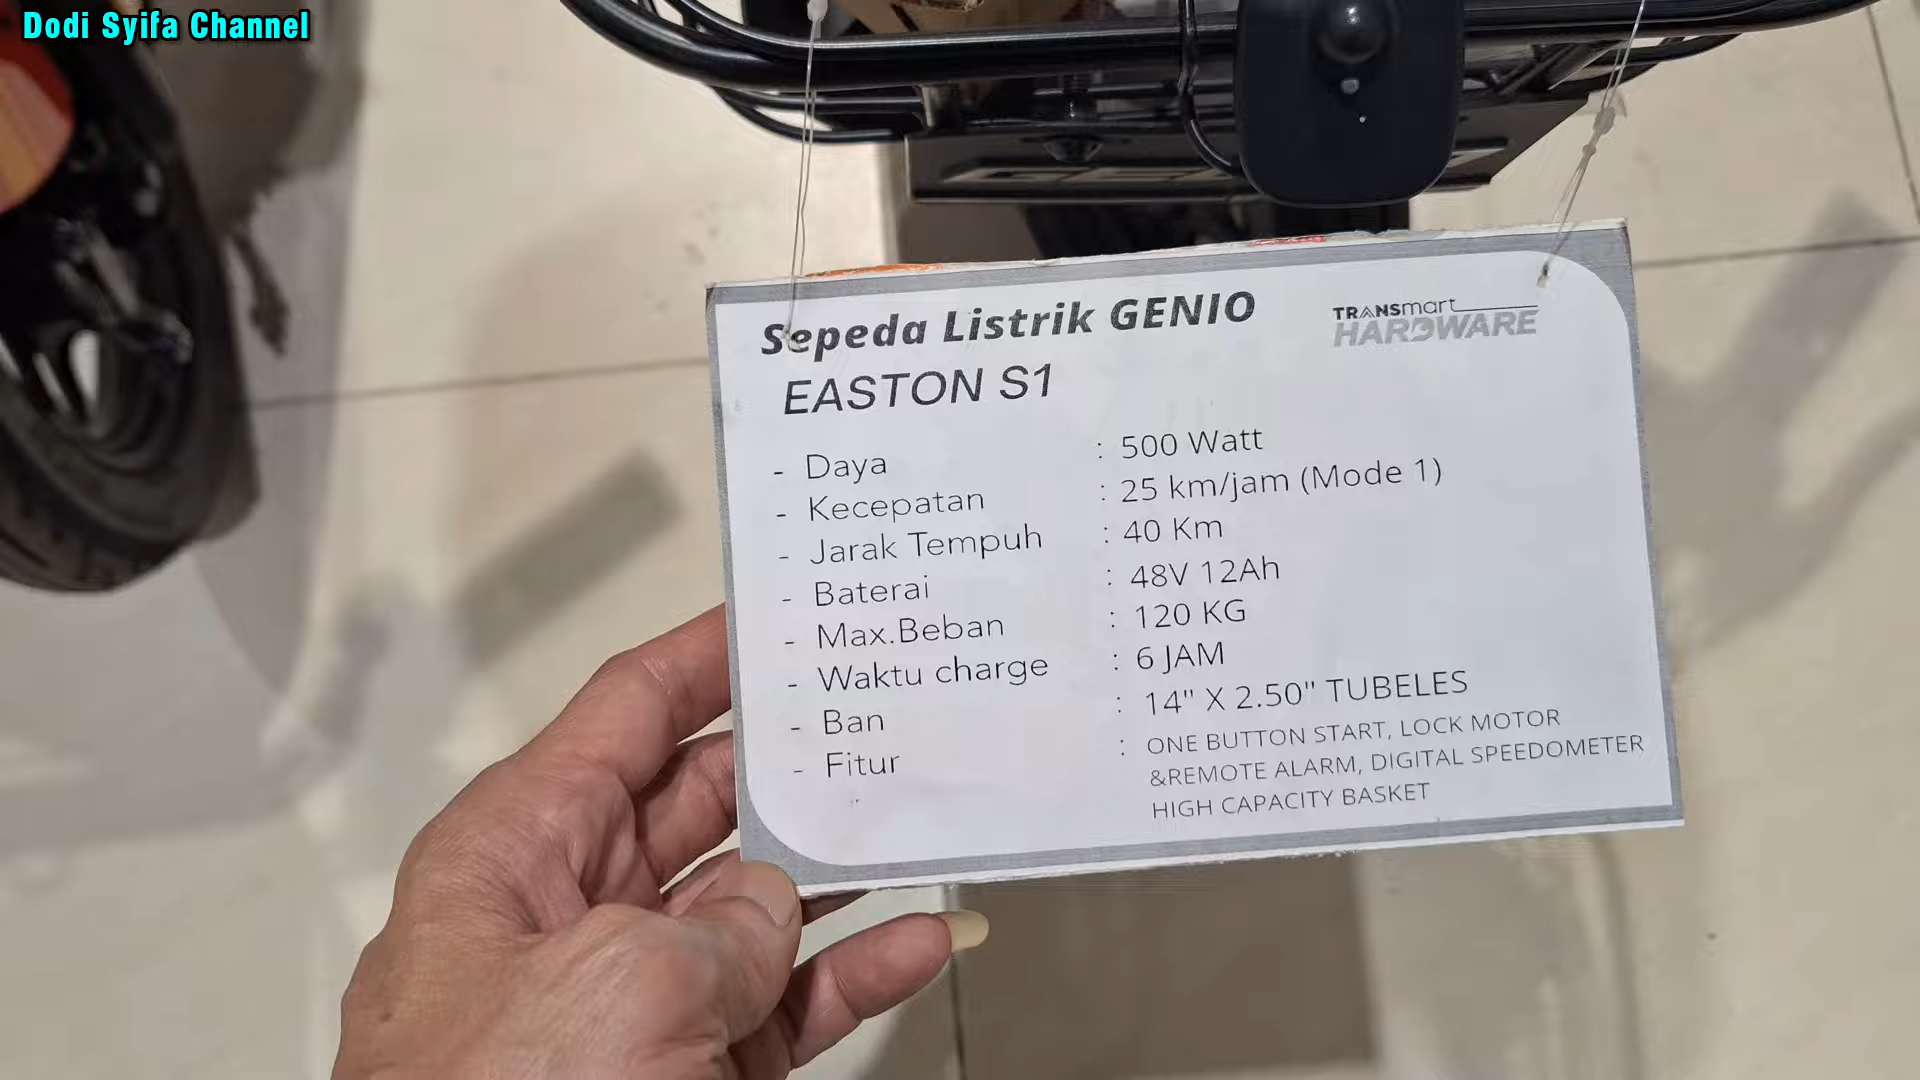 Dodi Syifa Channel
Sepeda Listrik GENIO
TRANSmart
HARDWARE
EASTON S1
- Daya : 500 Watt
- Kecepatan : 25 km/jam (Mode 1)
- Jarak Tempuh : 40 Km
- Baterai : 48V 12Ah
- Max.Beban : 120 KG
- Waktu charge : 6 JAM
- Ban : 14" X 2.50" TUBELES
- Fitur : ONE BUTTON START, LOCK MOTOR
&REMOTE ALARM, DIGITAL SPEEDOMETER
HIGH CAPACITY BASKET